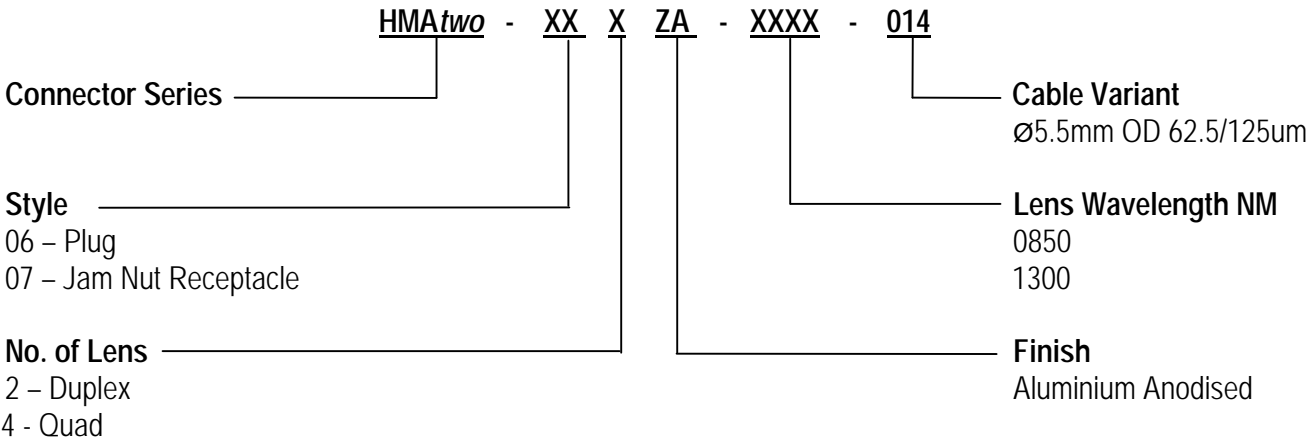 HMAtwo - XX X ZA - XXXX - 014
Connector Series
Cable Variant
Ø5.5mm OD 62.5/125um
Style
06 – Plug
07 – Jam Nut Receptacle
Lens Wavelength NM
0850
1300
No. of Lens
2 – Duplex
4 - Quad
Finish
Aluminium Anodised